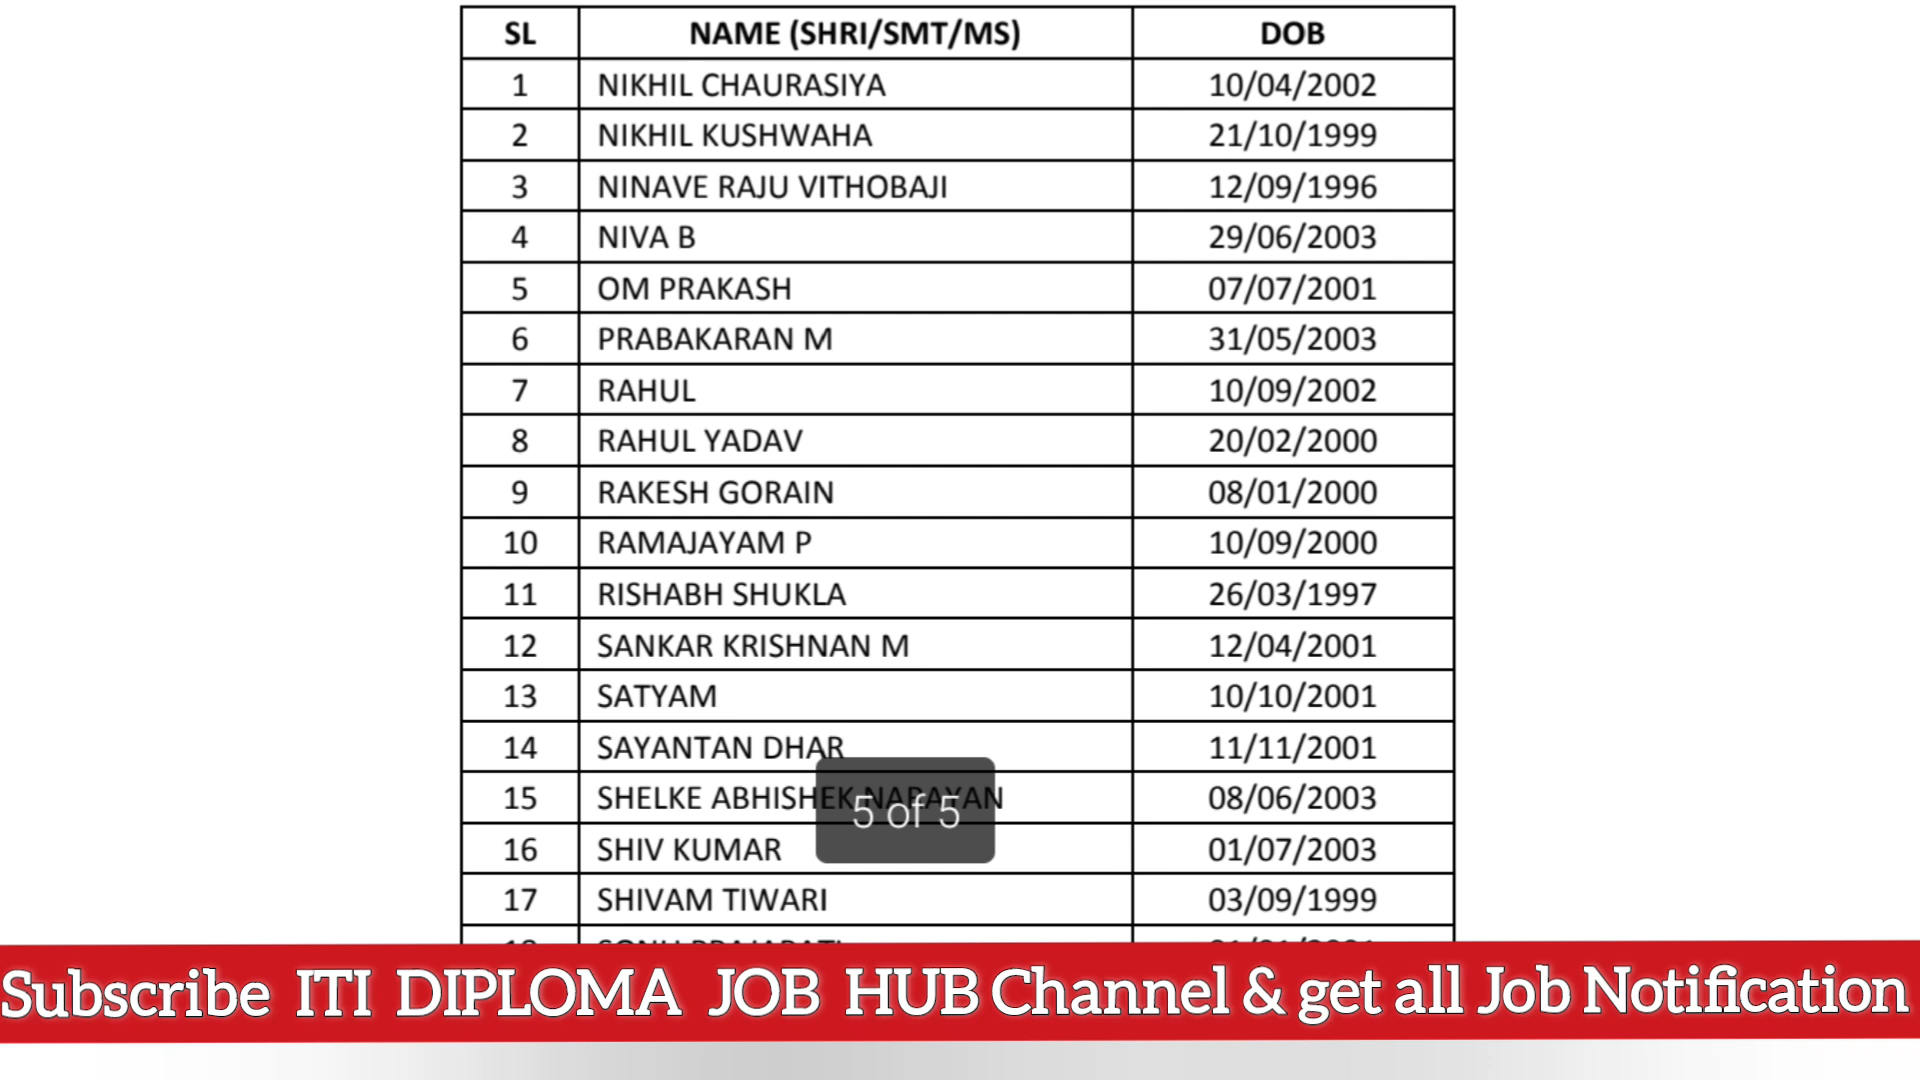 SL NAME (SHRI/SMT/MS) DOB
1 NIKHIL CHAURASIYA 10/04/2002
2 NIKHIL KUSHWAHA 21/10/1999
3 NINAVE RAJU VITHOBAJI 12/09/1996
4 NIVA B 29/06/2003
5 OM PRAKASH 07/07/2001
6 PRABAKARAN M 31/05/2003
7 RAHUL 10/09/2002
8 RAHUL YADAV 20/02/2000
9 RAKESH GORAIN 08/01/2000
10 RAMAJAYAM P 10/09/2000
11 RISHABH SHUKLA 26/03/1997
12 SANKAR KRISHNAN M 12/04/2001
13 SATYAM 10/10/2001
14 SAYANTAN DHAR 11/11/2001
15 SHELKE ABHISHEK NARAYAN 08/06/2003
5 of 5
16 SHIV KUMAR 01/07/2003
17 SHIVAM TIWARI 03/09/1999
Subscribe ITI DIPLOMA JOB HUB Channel & get all Job Notification